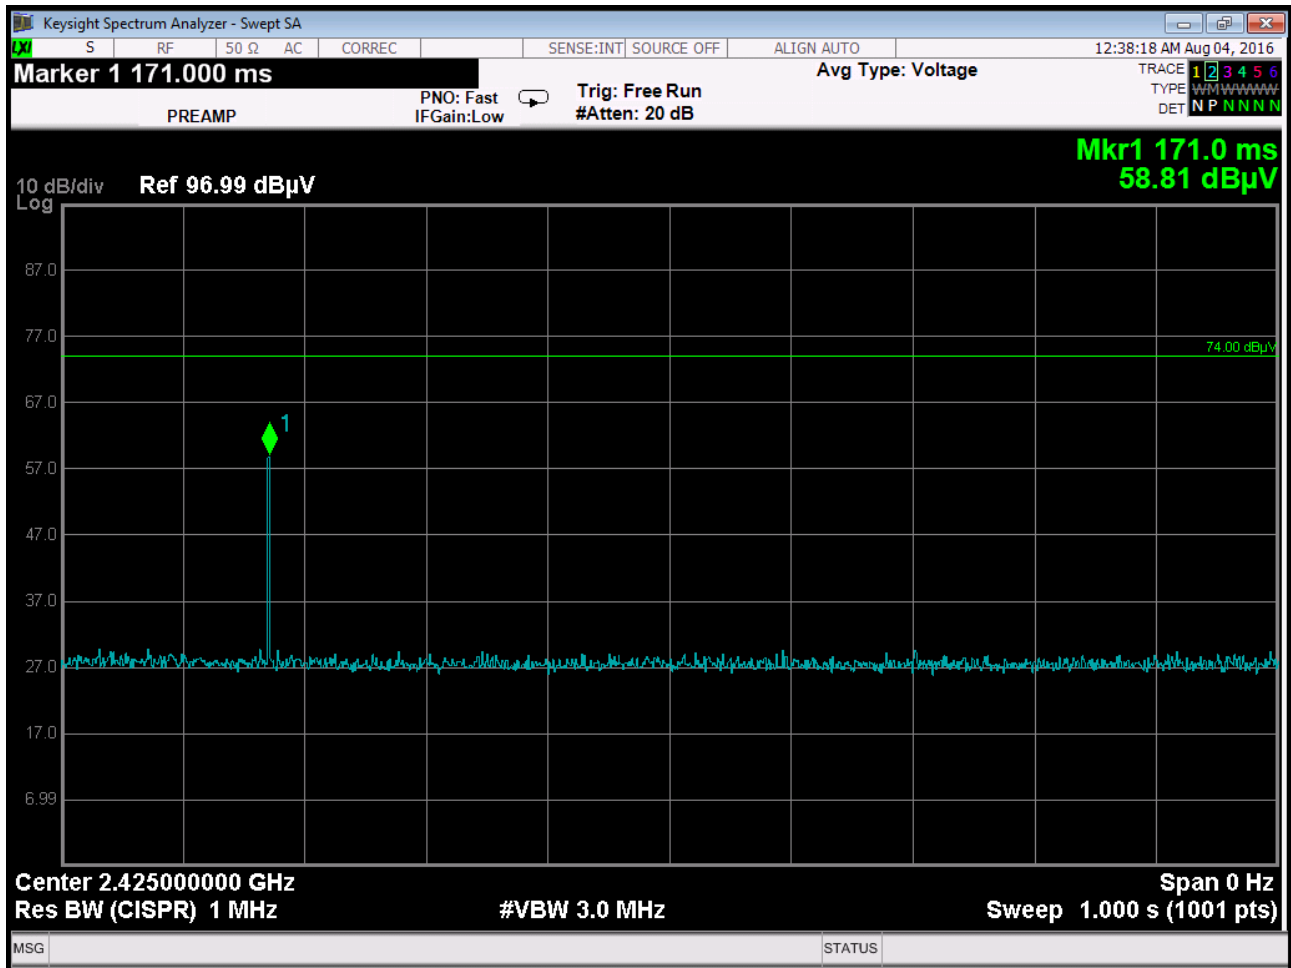 Keysight Spectrum Analyzer - Swept SA
LXI S RF 50 Ω AC CORREC SENSE:INT SOURCE OFF ALIGN AUTO 12:38:18 AM Aug 04, 2016
Marker 1 171.000 ms
Avg Type: Voltage
TRACE 1 2 3 4 5 6
PNO: Fast
Trig: Free Run
TYPE W M W W W W
PREAMP
IFGain:Low
#Atten: 20 dB
DET N P N N N N
Mkr1 171.0 ms
58.81 dBµV
10 dB/div
Log
Ref 96.99 dBµV
87.0
77.0
74.00 dBµV
67.0
1
57.0
47.0
37.0
27.0
17.0
6.99
Center 2.425000000 GHz
Span 0 Hz
Res BW (CISPR) 1 MHz
#VBW 3.0 MHz
Sweep 1.000 s (1001 pts)
MSG
STATUS